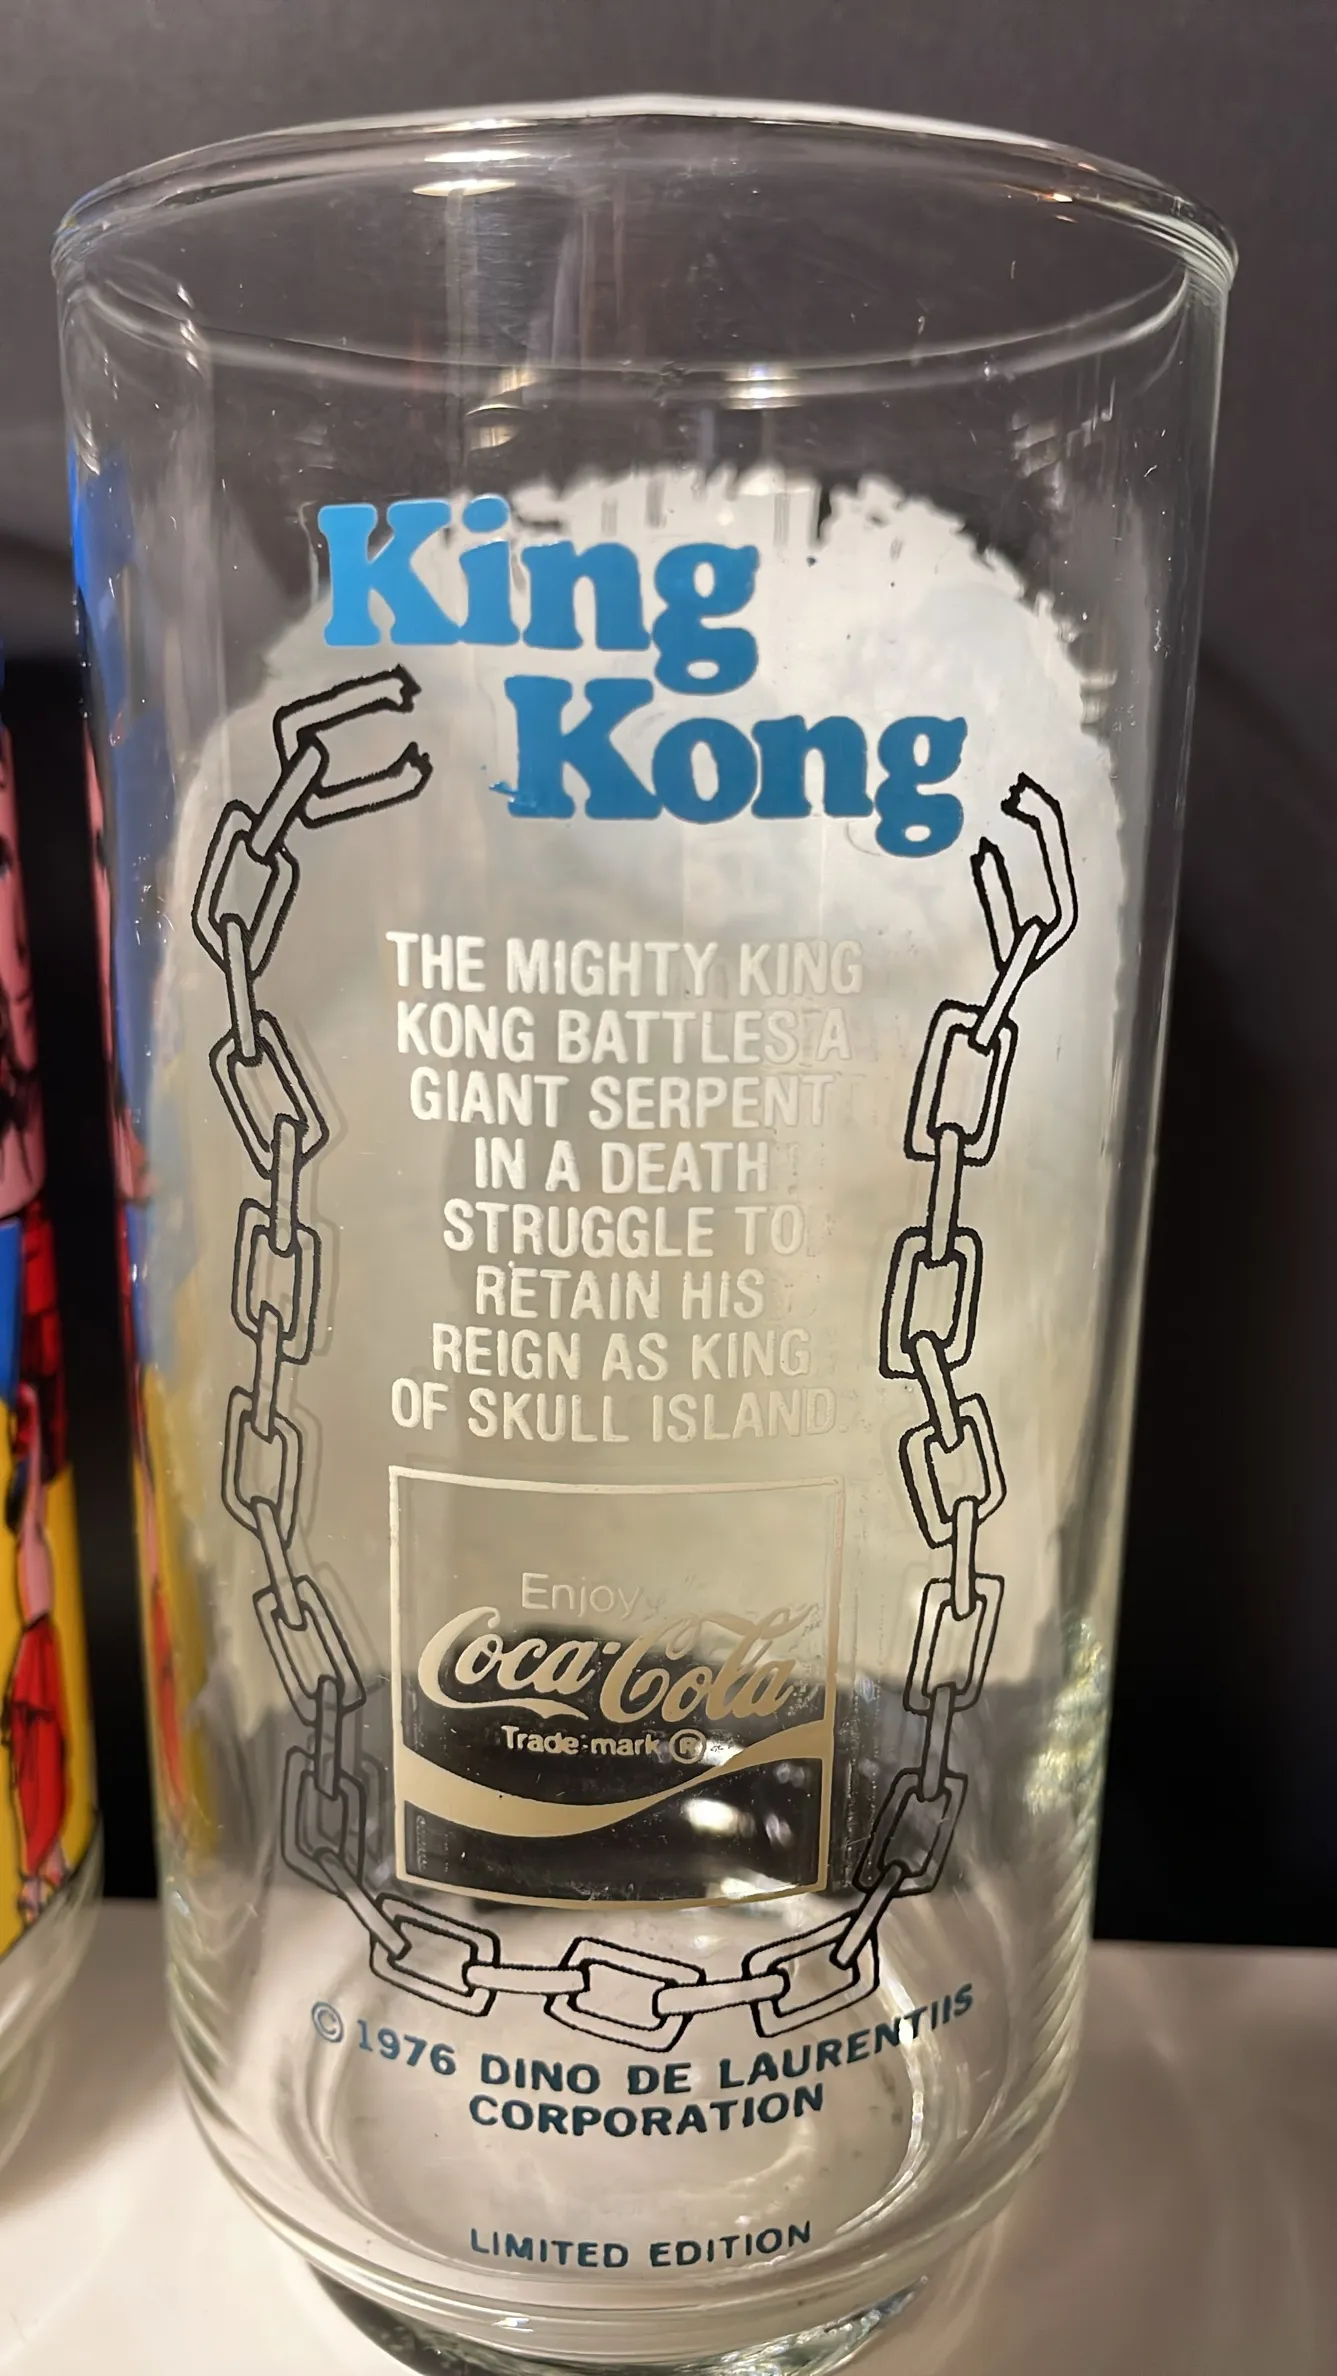 King
Kong
THE MIGHTY KING
KONG BATTLES A
GIANT SERPENT
IN A DEATH
STRUGGLE TO
RETAIN HIS
REIGN AS KING
OF SKULL ISLAND.
Enjoy
Coca-Cola
Trade-mark ®
© 1976 DINO DE LAURENTIIS
CORPORATION
LIMITED EDITION